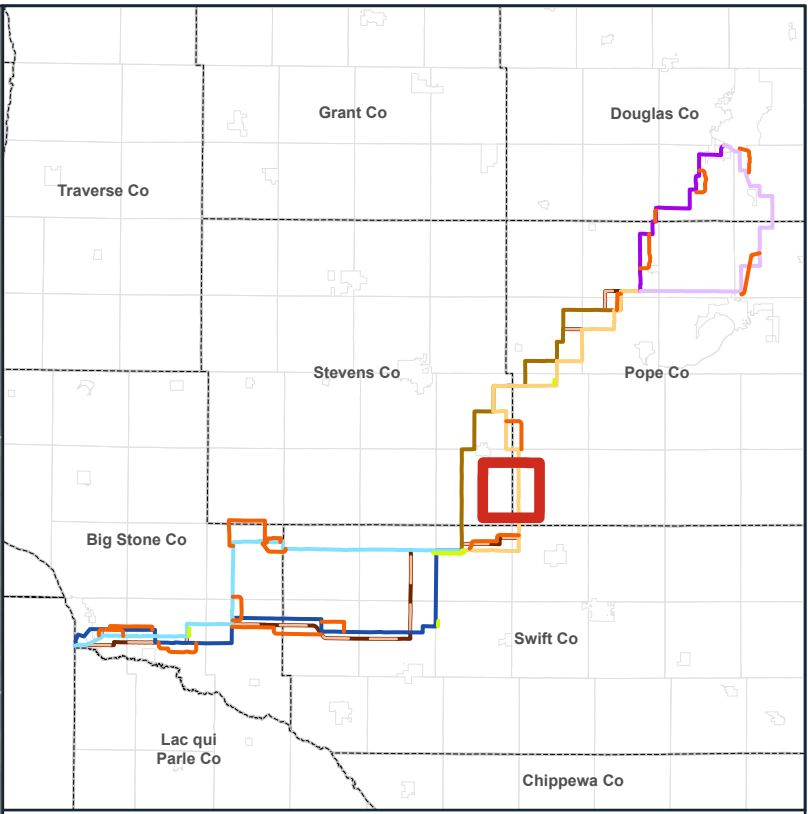 Grant Co
Douglas Co
Traverse Co
Stevens Co
Pope Co
Big Stone Co
Swift Co
Lac qui
Parle Co
Chippewa Co